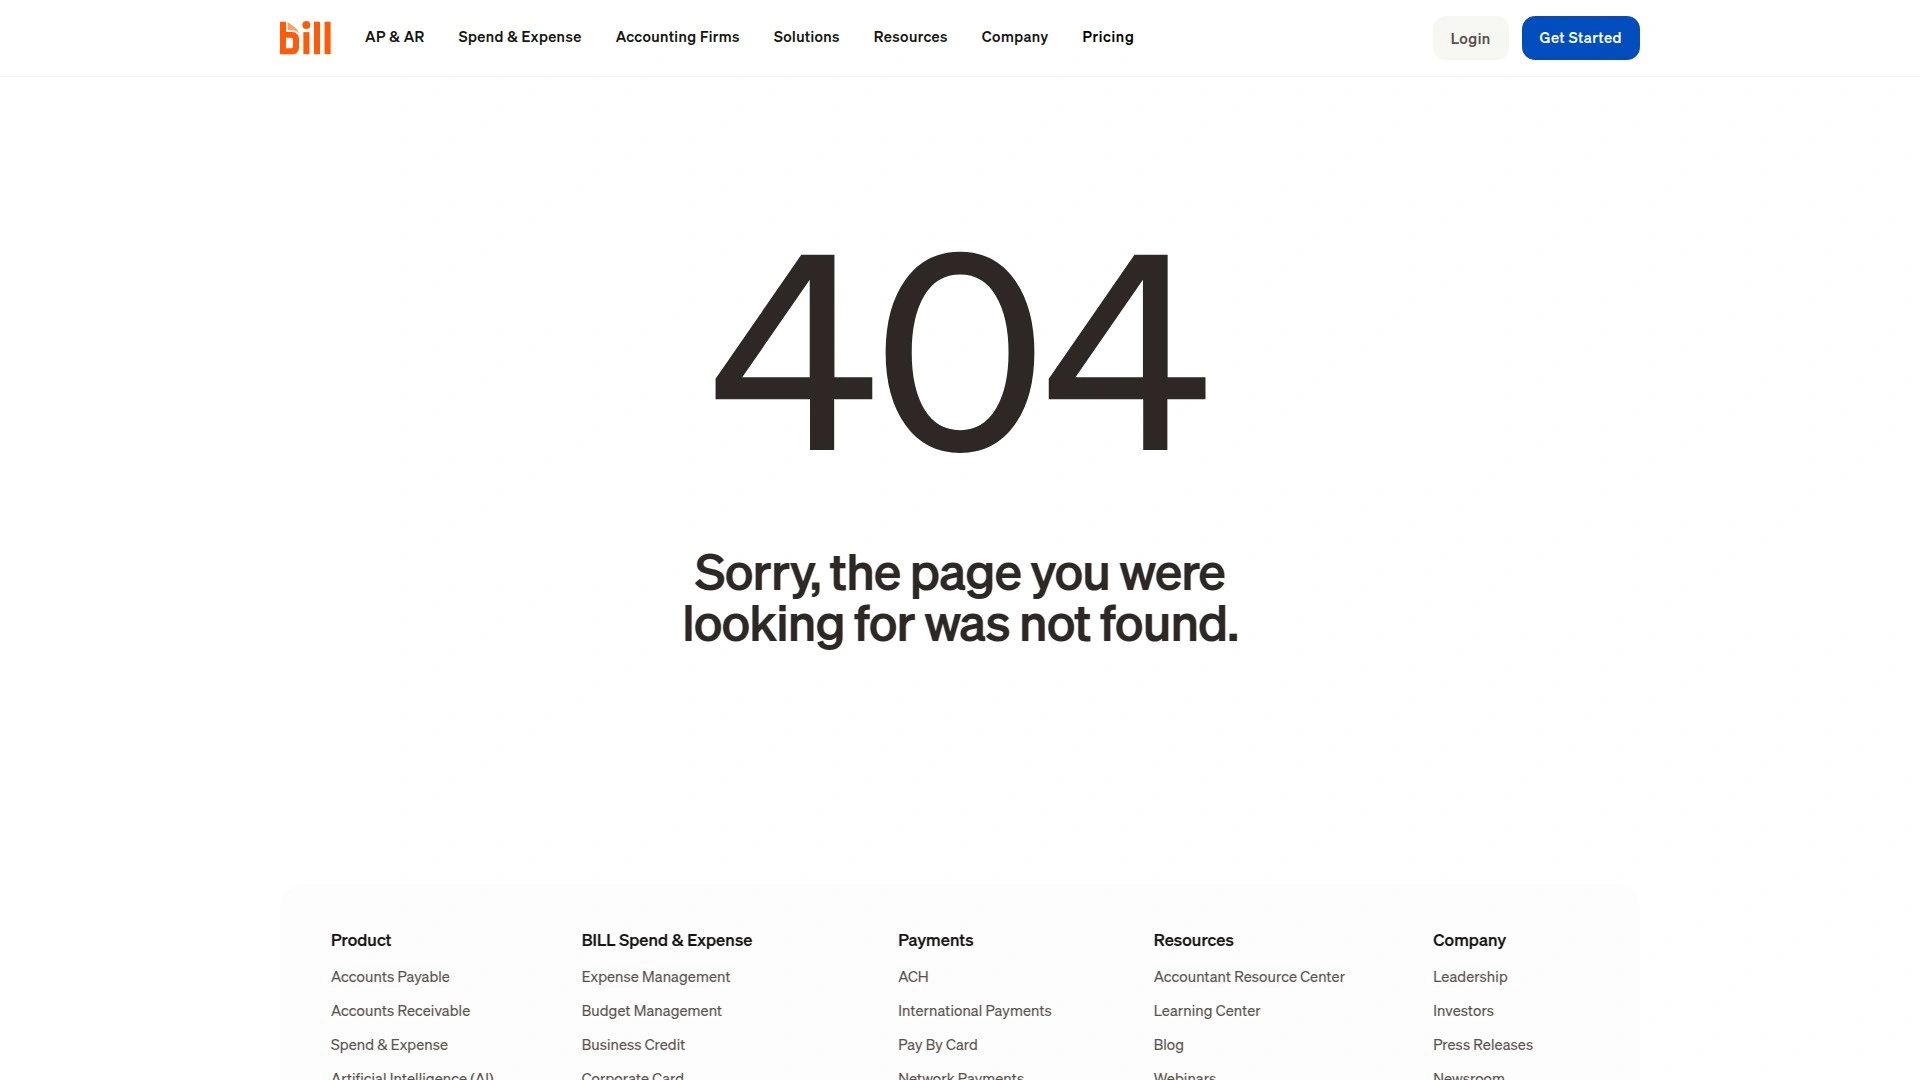 bill
AP & AR
Spend & Expense
Accounting Firms
Solutions
Resources
Company
Pricing
Login
Get Started
404
Sorry, the page you were
looking for was not found.
Product
Accounts Payable
Accounts Receivable
Spend & Expense
Artificial Intelligence (AI)
BILL Spend & Expense
Expense Management
Budget Management
Business Credit
Corporate Card
Payments
ACH
International Payments
Pay By Card
Network Payments
Resources
Accountant Resource Center
Learning Center
Blog
Webinars
Company
Leadership
Investors
Press Releases
Newsroom